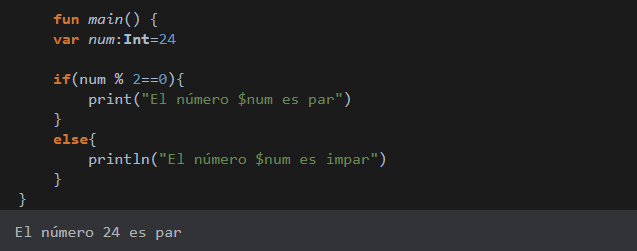 fun main() {
var num:Int=24
if(num % 2==0){
print("El número $num es par")
}
else{
println("El número $num es impar")
}
}
El número 24 es par